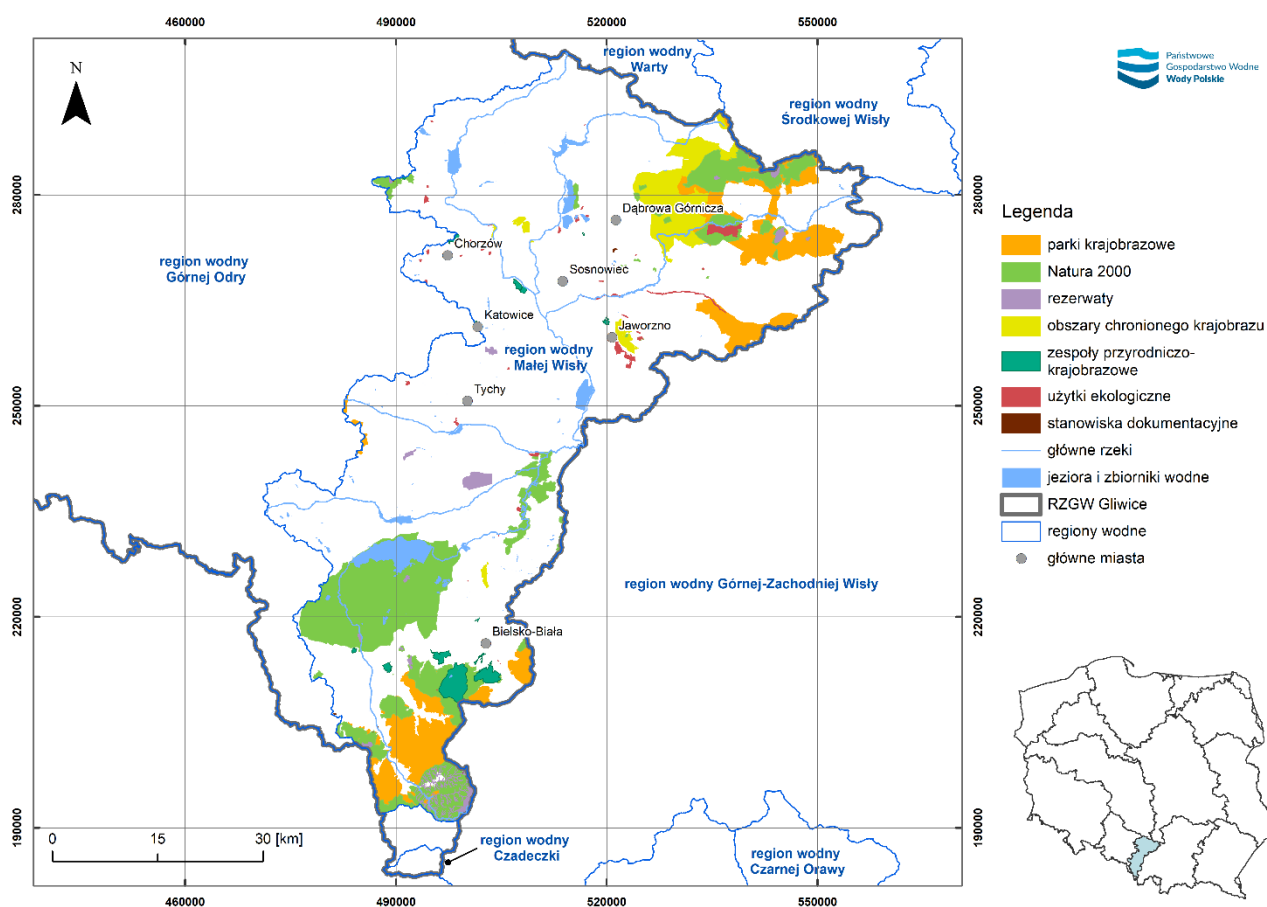 460000
490000
520000
550000
region wodny
Warty
N
Państwowe
Gospodarstwo Wodne
Wody Polskie
region wodny
Środkowej Wisły
280000
280000
Dąbrowa Górnicza
Chorzów
region wodny
Górnej Odry
Sosnowiec
Katowice
Jaworzno
region wodny
Małej Wisły
Tychy
250000
250000
region wodny Górnej-Zachodniej Wisły
220000
220000
Bielsko-Biała
190000
190000
0
15
30 [km]
region wodny
Czadeczki
region wodny
Czarnej Orawy
460000
490000
520000
550000
Legenda
parki krajobrazowe
Natura 2000
rezerwaty
obszary chronionego krajobrazu
zespoły przyrodniczo-
krajobrazowe
użytki ekologiczne
stanowiska dokumentacyjne
główne rzeki
jeziora i zbiorniki wodne
RZGW Gliwice
regiony wodne
główne miasta